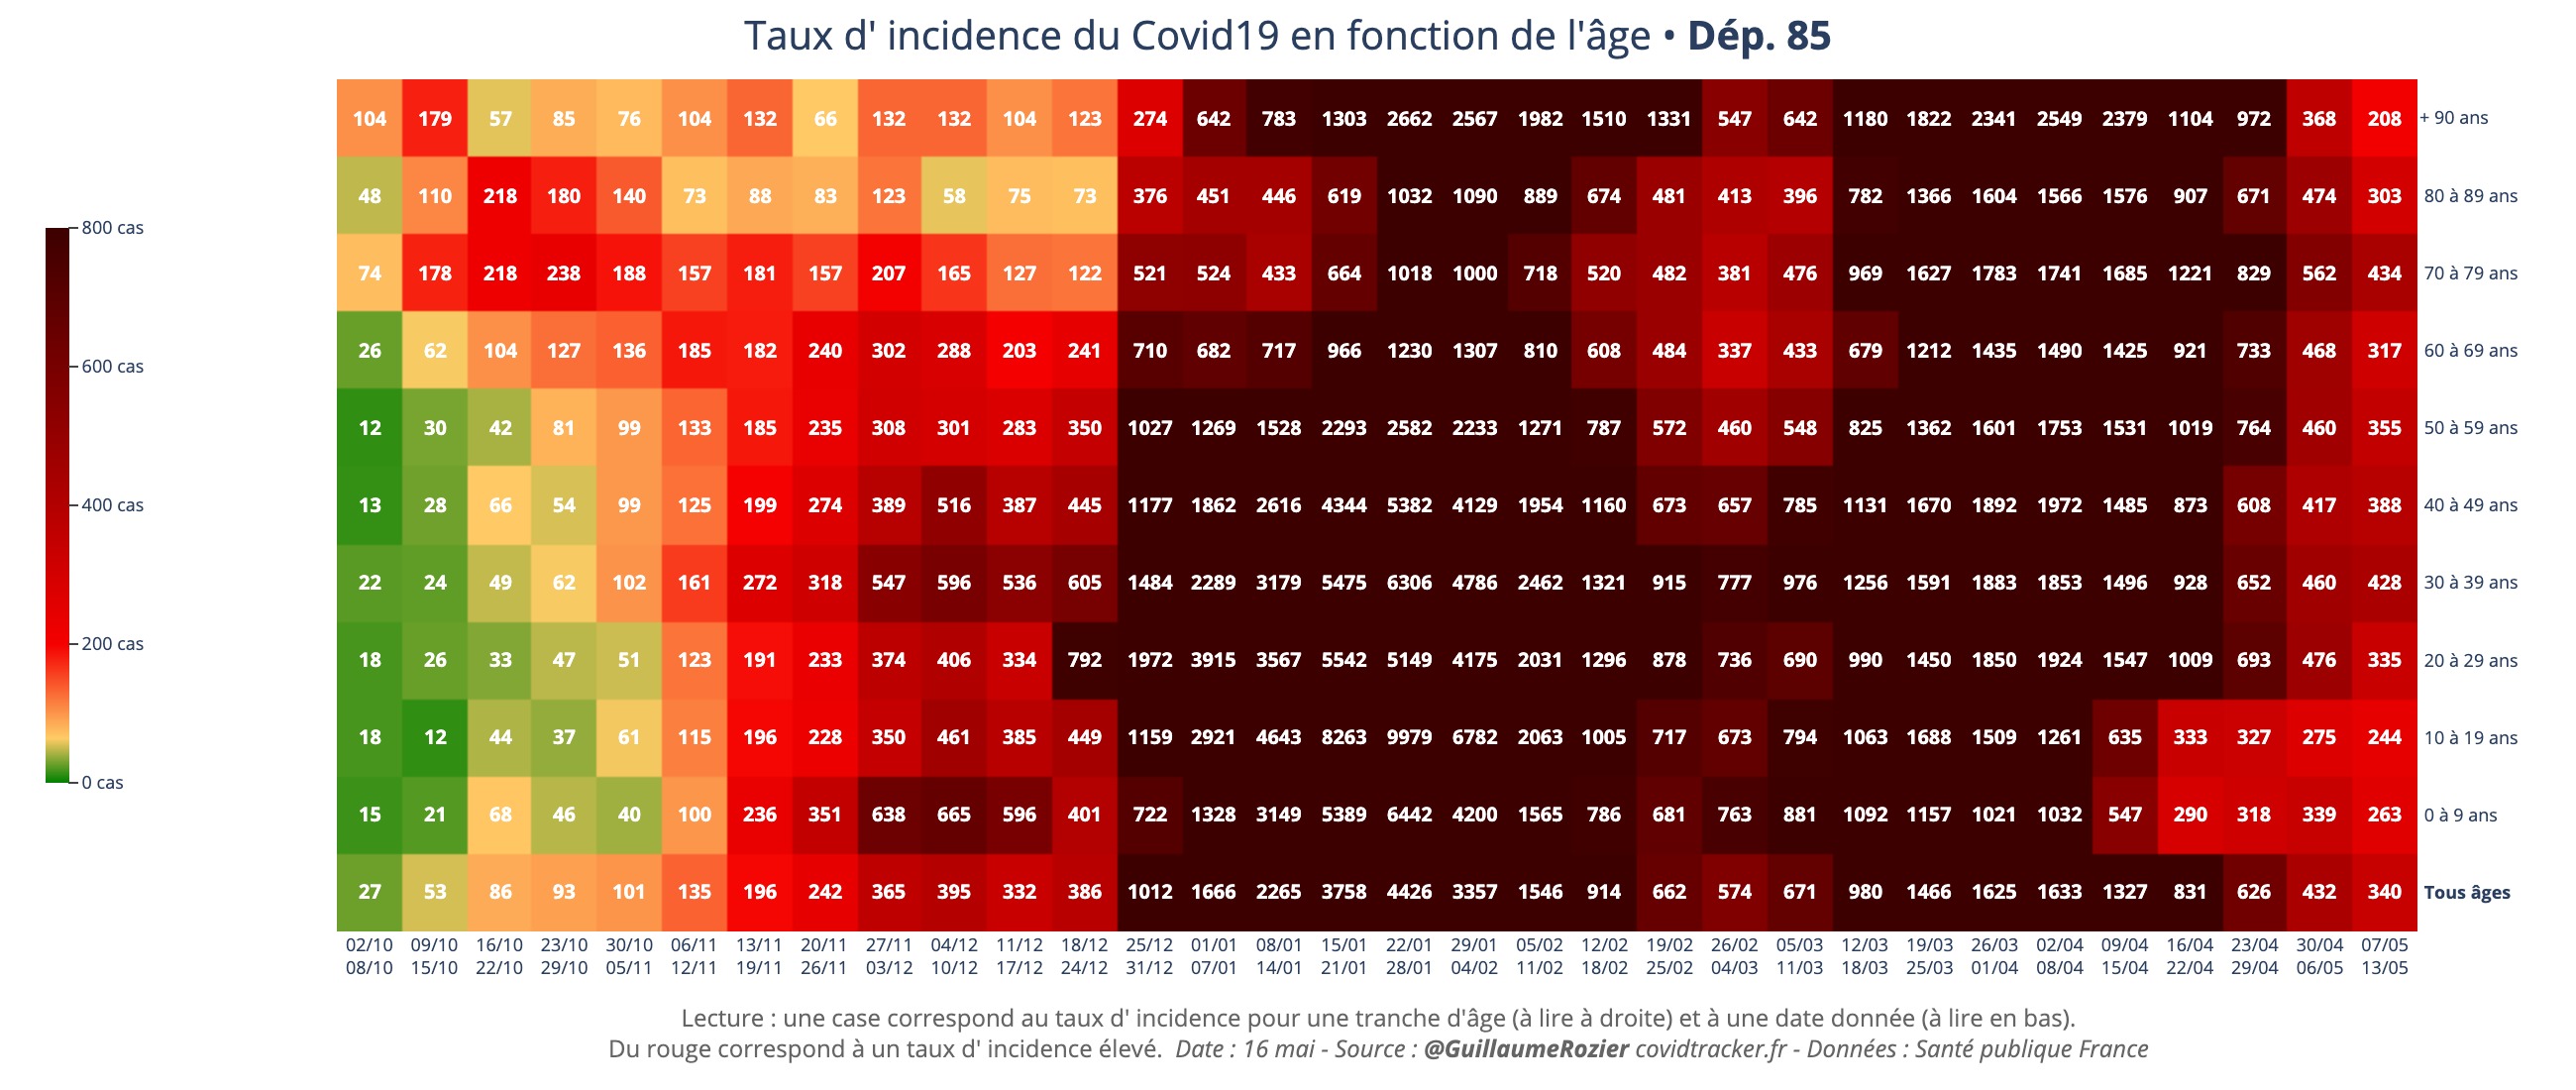 Taux d' incidence du Covid19 en fonction de l'âge • Dép. 85
800 cas
600 cas
400 cas
200 cas
0 cas
104 179 57 85 76 104 132 66 132 132 104 123 274 642 783 1303 2662 2567 1982 1510 1331 547 642 1180 1822 2341 2549 2379 1104 972 368 208 + 90 ans
48 110 218 180 140 73 88 83 123 58 75 73 376 451 446 619 1032 1090 889 674 481 413 396 782 1366 1604 1566 1576 907 671 474 303 80 à 89 ans
74 178 218 238 188 157 181 157 207 165 127 122 521 524 433 664 1018 1000 718 520 482 381 476 969 1627 1783 1741 1685 1221 829 562 434 70 à 79 ans
26 62 104 127 136 185 182 240 302 288 203 241 710 682 717 966 1230 1307 810 608 484 337 433 679 1212 1435 1490 1425 921 733 468 317 60 à 69 ans
12 30 42 81 99 133 185 235 308 301 283 350 1027 1269 1528 2293 2582 2233 1271 787 572 460 548 825 1362 1601 1753 1531 1019 764 460 355 50 à 59 ans
13 28 66 54 99 125 199 274 389 516 387 445 1177 1862 2616 4344 5382 4129 1954 1160 673 657 785 1131 1670 1892 1972 1485 873 608 417 388 40 à 49 ans
22 24 49 62 102 161 272 318 547 596 536 605 1484 2289 3179 5475 6306 4786 2462 1321 915 777 976 1256 1591 1883 1853 1496 928 652 460 428 30 à 39 ans
18 26 33 47 51 123 191 233 374 406 334 792 1972 3915 3567 5542 5149 4175 2031 1296 878 736 690 990 1450 1850 1924 1547 1009 693 476 335 20 à 29 ans
18 12 44 37 61 115 196 228 350 461 385 449 1159 2921 4643 8263 9979 6782 2063 1005 717 673 794 1063 1688 1509 1261 635 333 327 275 244 10 à 19 ans
15 21 68 46 40 100 236 351 638 665 596 401 722 1328 3149 5389 6442 4200 1565 786 681 763 881 1092 1157 1021 1032 547 290 318 339 263 0 à 9 ans
27 53 86 93 101 135 196 242 365 395 332 386 1012 1666 2265 3758 4426 3357 1546 914 662 574 671 980 1466 1625 1633 1327 831 626 432 340 Tous âges
02/10 09/10 16/10 23/10 30/10 06/11 13/11 20/11 27/11 04/12 11/12 18/12 25/12 01/01 08/01 15/01 22/01 29/01 05/02 12/02 19/02 26/02 05/03 12/03 19/03 26/03 02/04 09/04 16/04 23/04 30/04 07/05
08/10 15/10 22/10 29/10 05/11 12/11 19/11 26/11 03/12 10/12 17/12 24/12 31/12 07/01 14/01 21/01 28/01 04/02 11/02 18/02 25/02 04/03 11/03 18/03 25/03 01/04 08/04 15/04 22/04 29/04 06/05 13/05
Lecture : une case correspond au taux d' incidence pour une tranche d'âge (à lire à droite) et à une date donnée (à lire en bas).
Du rouge correspond à un taux d' incidence élevé. Date : 16 mai - Source : @GuillaumeRozier covidtracker.fr - Données : Santé publique France